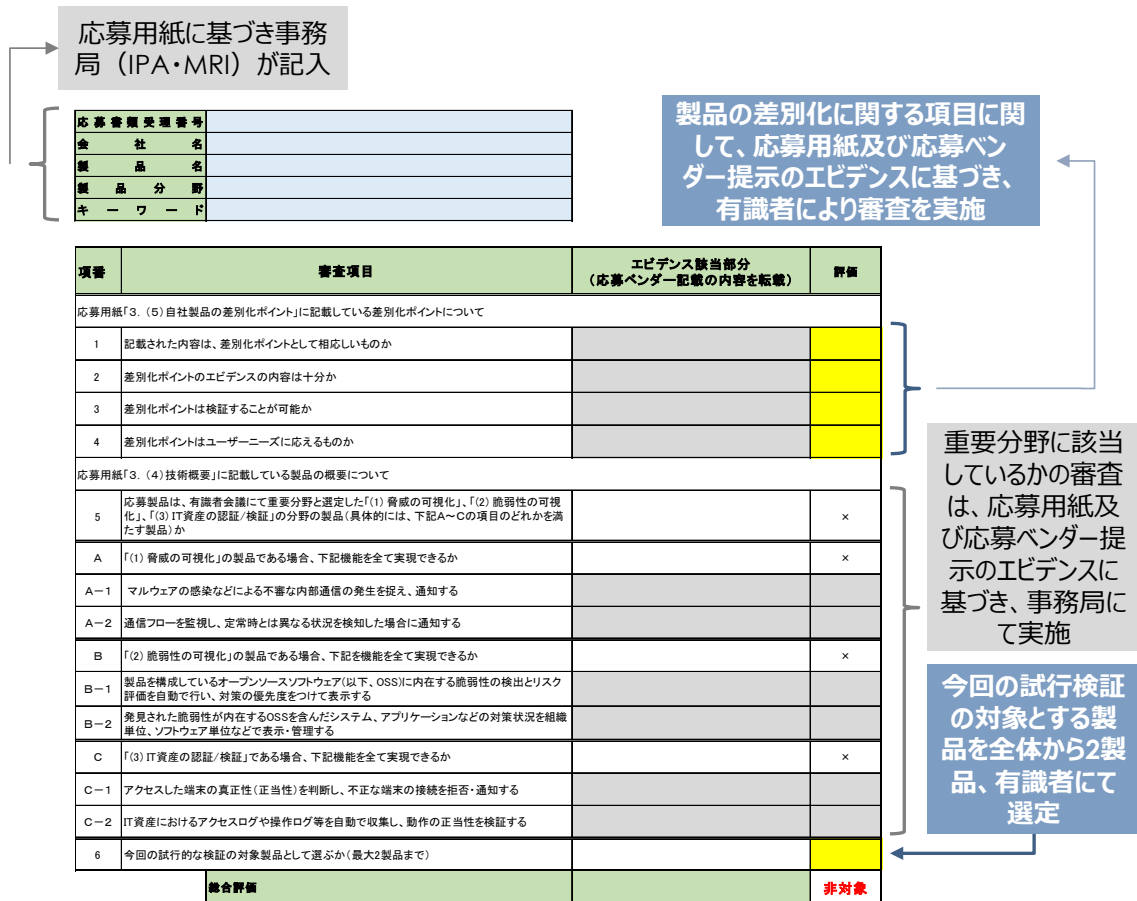 応募用紙に基づき事務
局（IPA・MRI）が記入
応募書類受理番号
会社名
製品名
製品分野
キーワード
製品の差別化に関する項目に関
して、応募用紙及び応募ベン
ダー提示のエビデンスに基づき、
有識者により審査を実施
項番
審査項目
エビデンス該当部分
（応募ベンダー記載の内容を転載）
評価
応募用紙「３．（５）自社製品の差別化ポイント」に記載している差別化ポイントについて
1
記載された内容は、差別化ポイントとして相応しいものか
2
差別化ポイントのエビデンスの内容は十分か
3
差別化ポイントは検証することが可能か
4
差別化ポイントはユーザーニーズに応えるものか
応募用紙「３．（４）技術概要」に記載している製品の概要について
5
応募製品は、有識者会議にて重要分野と選定した「(1) 脅威の可視化」、「(2) 脆弱性の可視
化」、「(3) IT資産の認証/検証」の分野の製品（具体的には、下記A～Cの項目のどれかを満
たす製品）か
×
A
「(1) 脅威の可視化」の製品である場合、下記機能を全て実現できるか
×
A－1
マルウェアの感染などによる不審な内部通信の発生を捉え、通知する
A－2
通信フローを監視し、定常時とは異なる状況を検知した場合に通知する
B
「(2) 脆弱性の可視化」の製品である場合、下記を機能を全て実現できるか
×
B－1
製品を構成しているオープンソースソフトウェア（以下、OSS）に内在する脆弱性の検出とリスク
評価を自動で行い、対策の優先度をつけて表示する
B－2
発見された脆弱性が内在するOSSを含んだシステム、アプリケーションなどの対策状況を組織
単位、ソフトウェア単位などで表示・管理する
C
「(3) IT資産の認証/検証」である場合、下記機能を全て実現できるか
×
C－1
アクセスした端末の真正性（正当性）を判断し、不正な端末の接続を拒否・通知する
C－2
IT資産におけるアクセスログや操作ログ等を自動で収集し、動作の正当性を検証する
6
今回の試行的な検証の対象製品として選ぶか（最大2製品まで）
総合評価
非対象
重要分野に該当
しているかの審査
は、応募用紙及
び応募ベンダー提
示のエビデンスに
基づき、事務局に
て実施
今回の試行検証
の対象とする製
品を全体から2製
品、有識者にて
選定